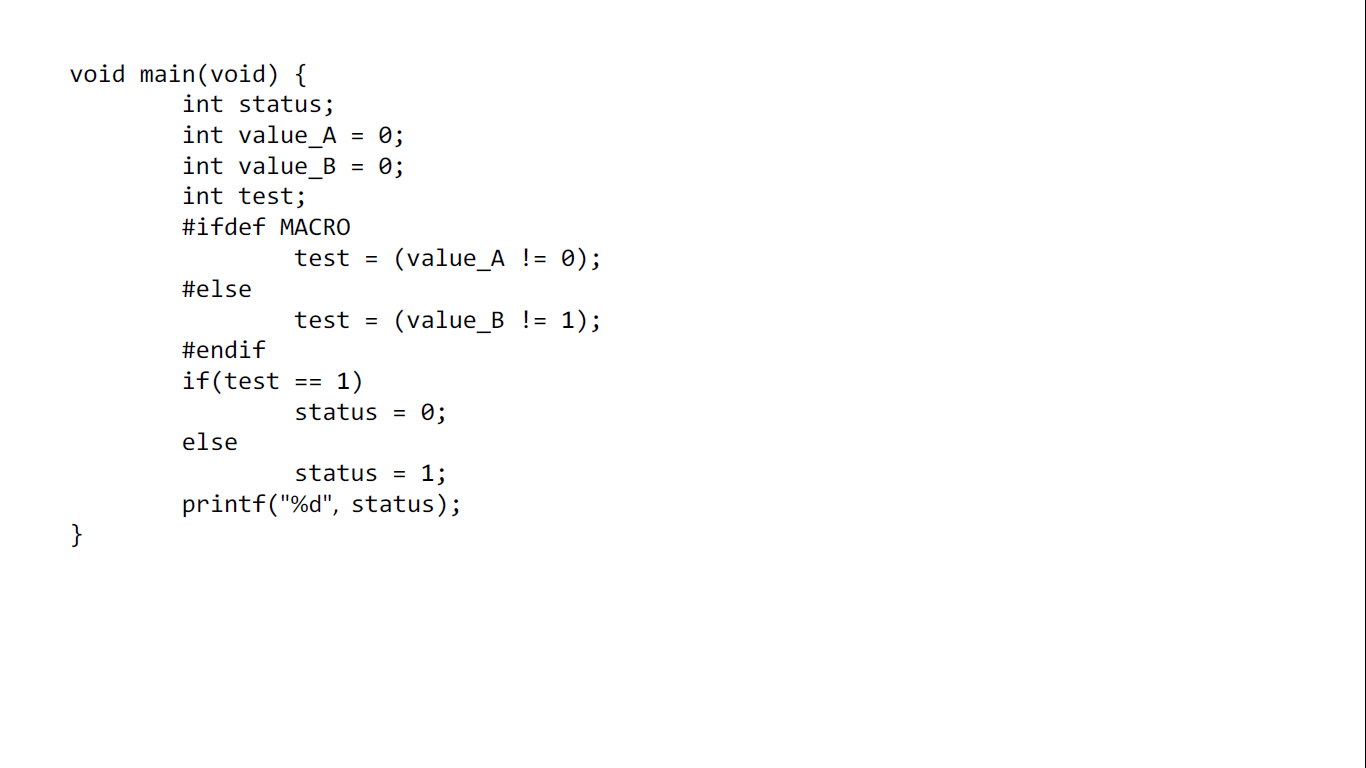 void main(void) {
int status;
int value_A = 0;
int value_B = 0;
int test;
#ifdef MACRO
test = (value_A != 0);
#else
test = (value_B != 1);
#endif
if(test == 1)
status = 0;
else
status = 1;
printf("%d", status);
}